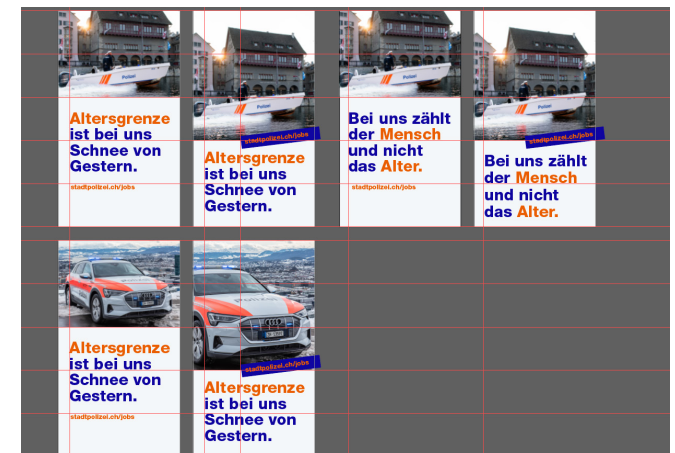 Polizei
Altersgrenze
ist bei uns
Schnee von
Gestern.
stadtpolizei.ch/jobs
Polizei
stadtpolizei.ch/jobs
Altersgrenze
ist bei uns
Schnee von
Gestern.
Polizei
Bei uns zählt
der Mensch
und nicht
das Alter.
stadtpolizei.ch/jobs
Polizei
stadtpolizei.ch/jobs
Bei uns zählt
der Mensch
und nicht
das Alter.
Altersgrenze
ist bei uns
Schnee von
Gestern.
stadtpolizei.ch/jobs
Polizei
stadtpolizei.ch/jobs
Altersgrenze
ist bei uns
Schnee von
Gestern.